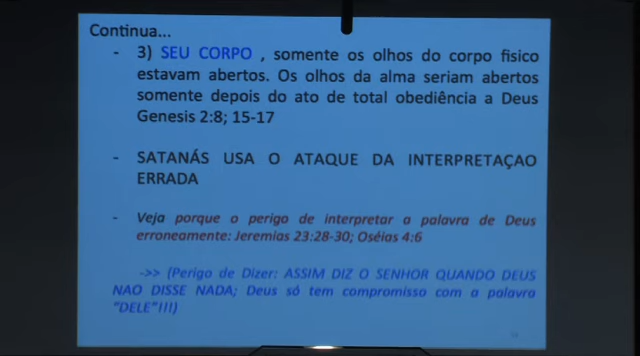 Continua...
- 3) SEU CORPO , somente os olhos do corpo fisico
estavam abertos. Os olhos da alma seriam abertos
somente depois do ato de total obediência a Deus
Genesis 2:8; 15-17
- SATANÁS USA O ATAQUE DA INTERPRETAÇAO
ERRADA
- Veja porque o perigo de interpretar a palavra de Deus
erroneamente: Jeremias 23:28-30; Oséias 4:6
->> (Perigo de Dizer: ASSIM DIZ O SENHOR QUANDO DEUS
NAO DISSE NADA; Deus só tem compromisso com a palavra
"DELE"!!!)